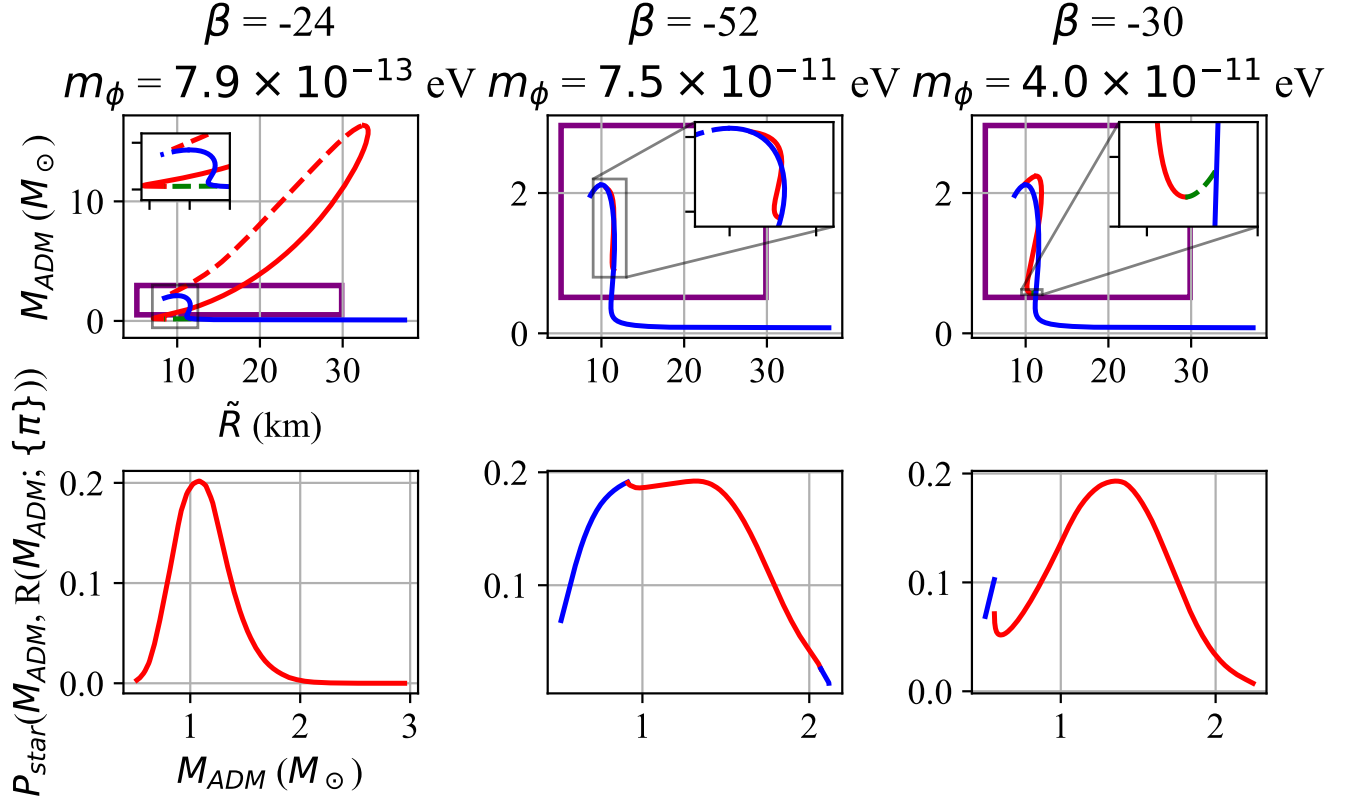 β = -24
m_ϕ = 7.9 × 10⁻¹³ eV
β = -52
m_ϕ = 7.5 × 10⁻¹¹ eV
β = -30
m_ϕ = 4.0 × 10⁻¹¹ eV
M_ADM (M_⊙)
10
0
10 20 30
R̃ (km)
2
0
10 20 30
2
0
10 20 30
P_star(M_ADM, R(M_ADM; {π}))
0.2
0.1
0.0
1 2 3
M_ADM (M_⊙)
0.2
0.1
1 2
0.2
0.1
0.0
1 2